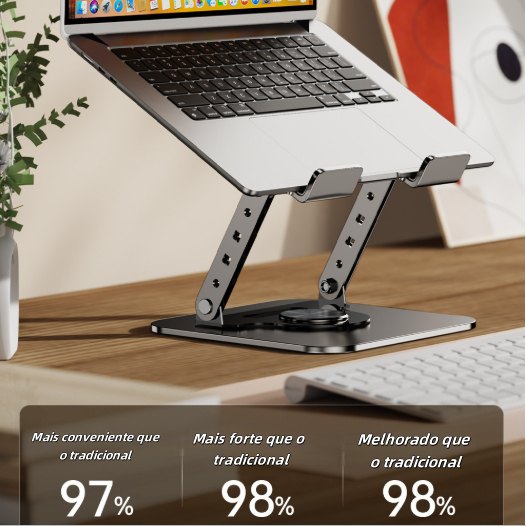 Mais conveniente que
o tradicional
97%
Mais forte que o
tradicional
98%
Melhorado que
o tradicional
98%